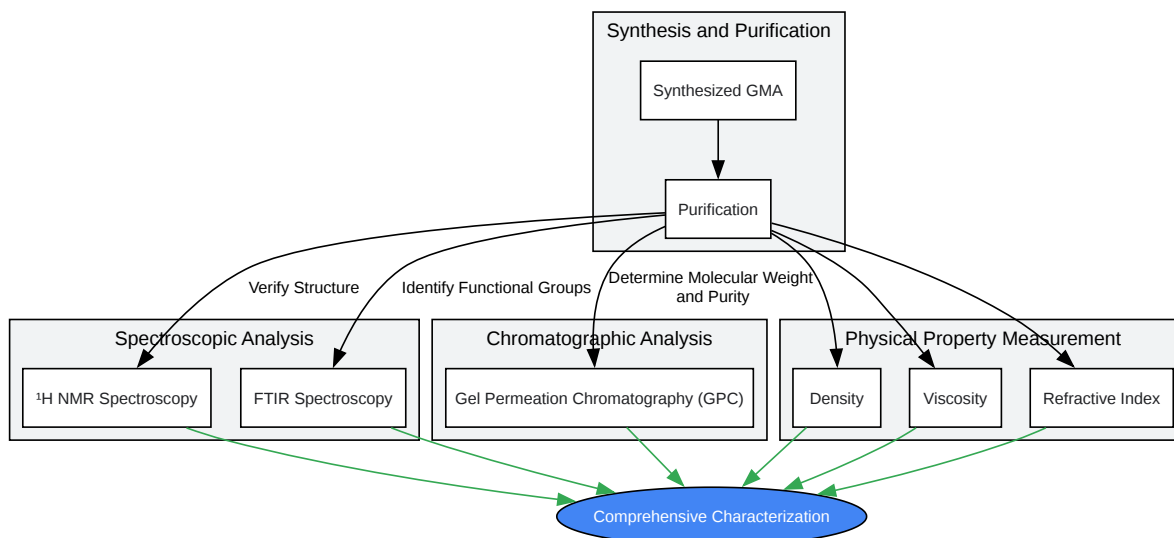 Synthesis and Purification
Synthesized GMA
Purification
Verify Structure
Identify Functional Groups
Determine Molecular Weight
and Purity
Spectroscopic Analysis
Chromatographic Analysis
Physical Property Measurement
¹H NMR Spectroscopy
FTIR Spectroscopy
Gel Permeation Chromatography (GPC)
Density
Viscosity
Refractive Index
Comprehensive Characterization